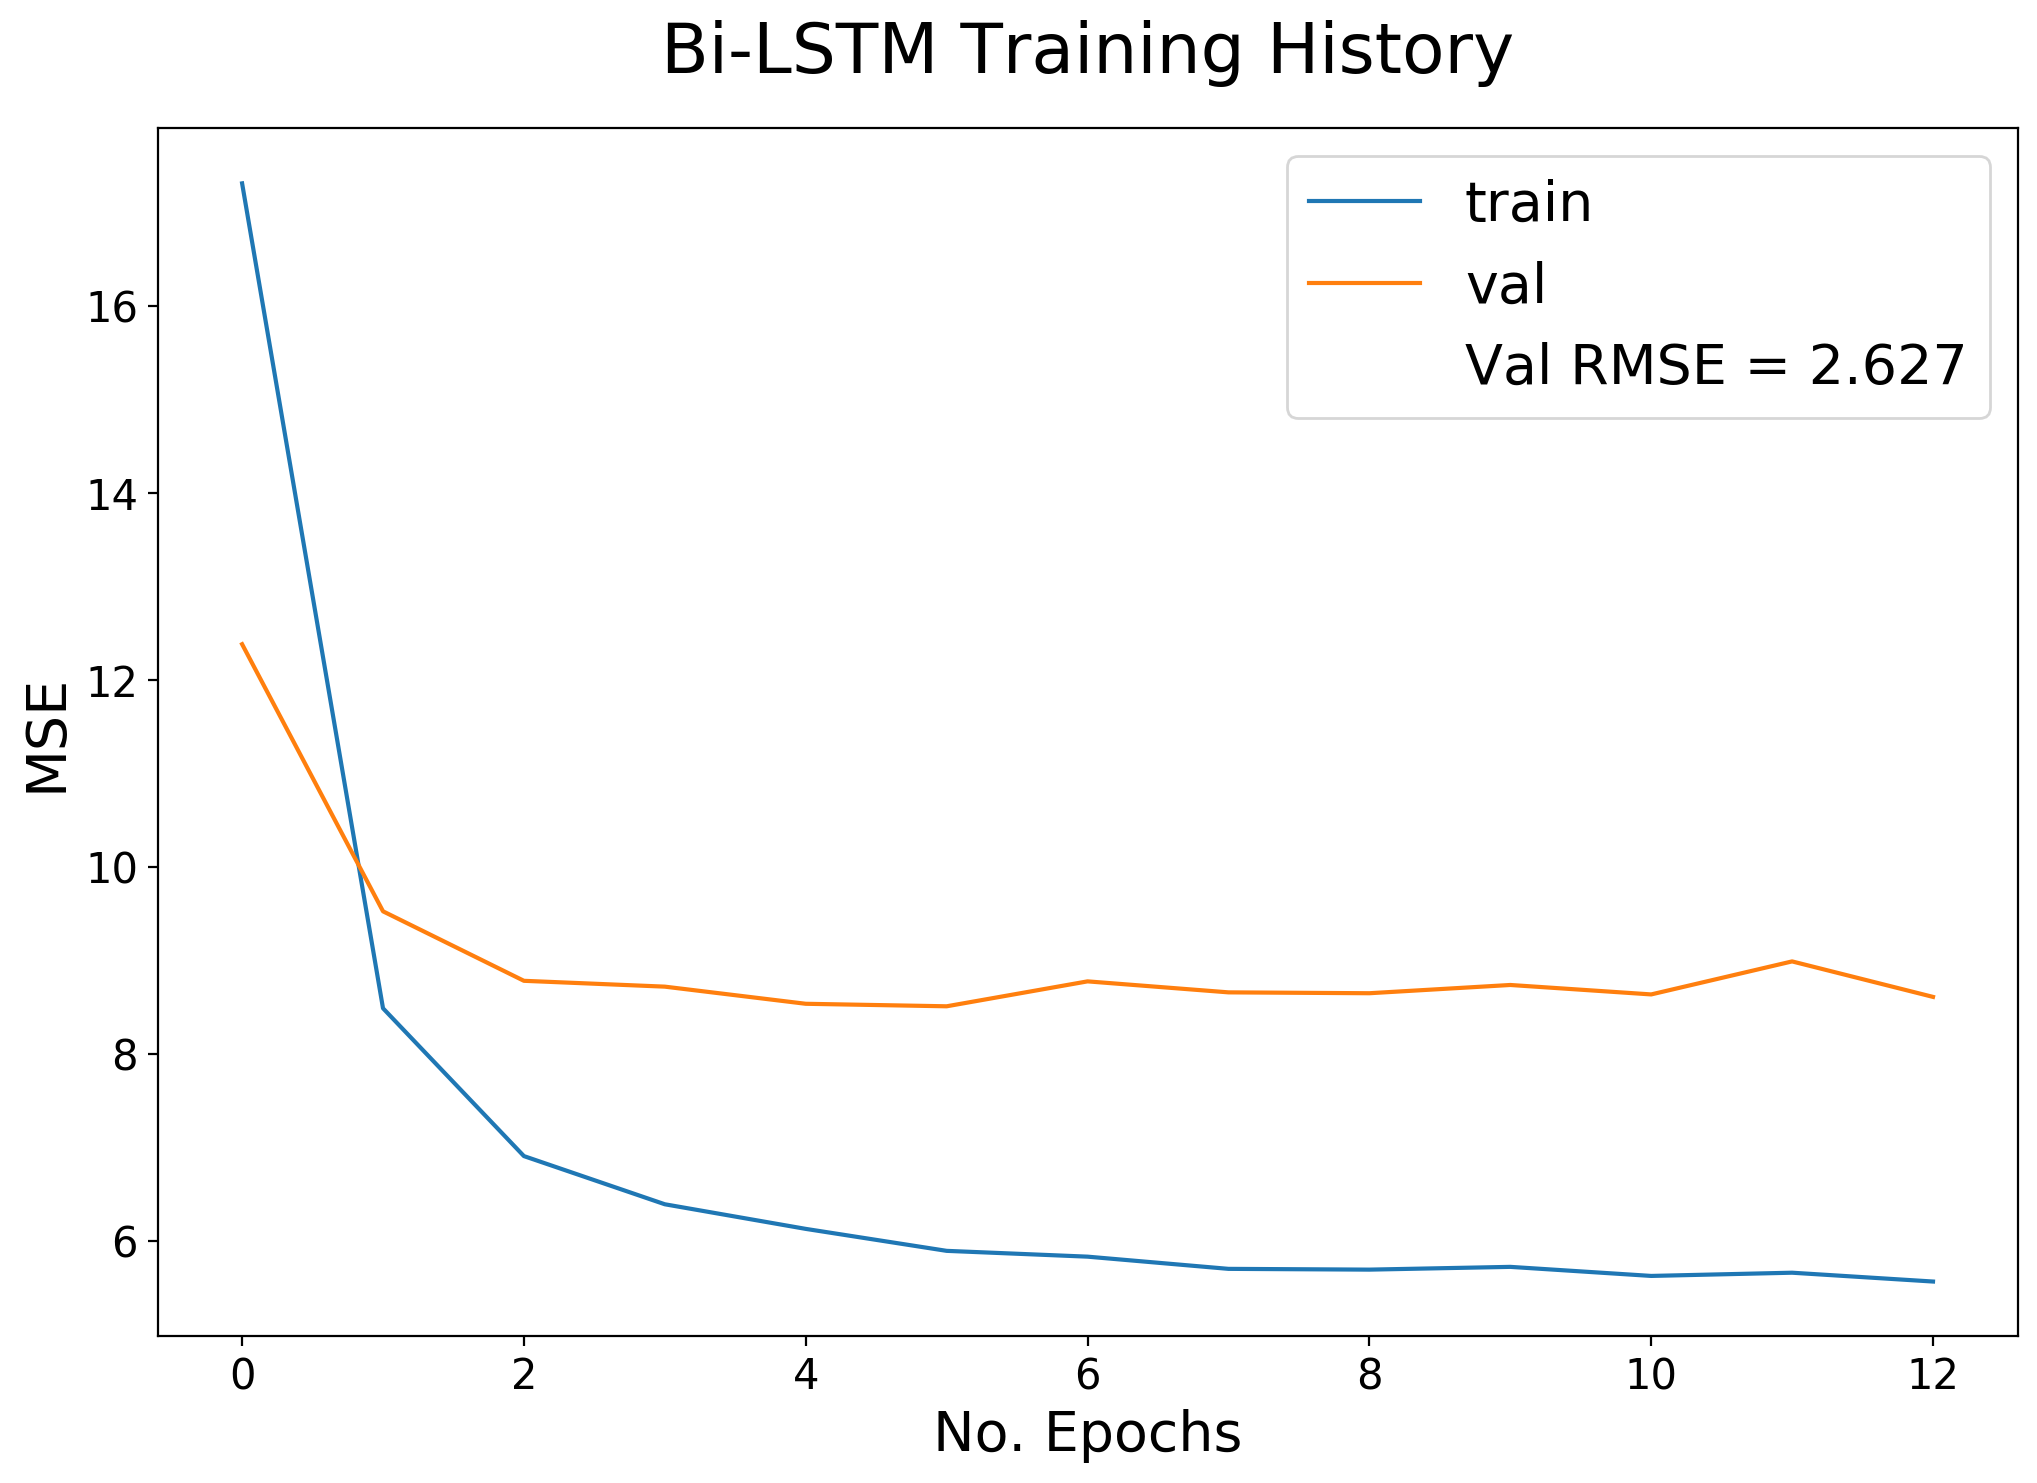 Bi-LSTM Training History
train
val
Val RMSE = 2.627
MSE
16
14
12
10
8
6
0 2 4 6 8 10 12
No. Epochs